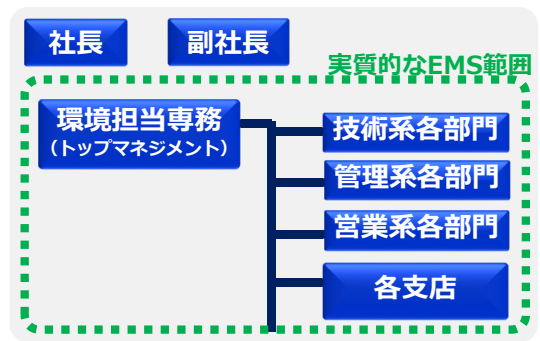 社長
副社長
実質的なEMS範囲
環境担当専務
（トップマネジメント）
技術系各部門
管理系各部門
営業系各部門
各支店